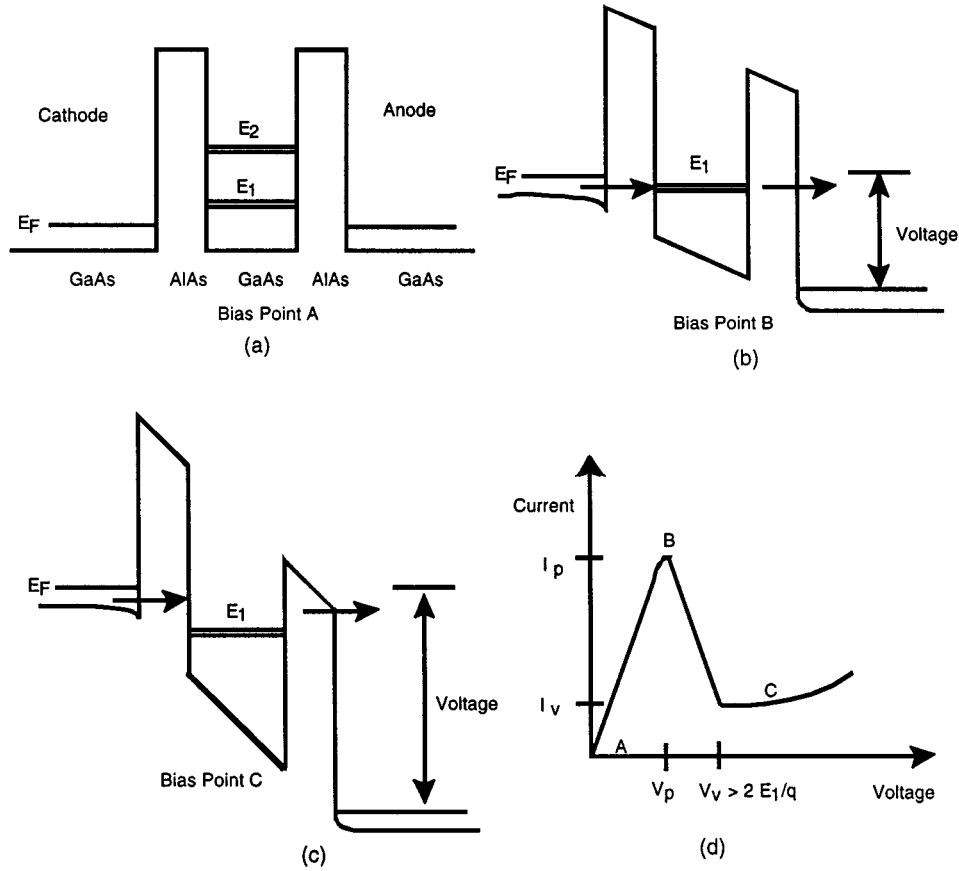 Cathode
Anode
E2
E1
EF
GaAs AlAs GaAs AlAs GaAs
Bias Point A
(a)
EF
E1
Voltage
Bias Point B
(b)
EF
E1
Voltage
Bias Point C
(c)
Current
B
Ip
C
Iv
A
Vp
Vv > 2 E1/q
Voltage
(d)